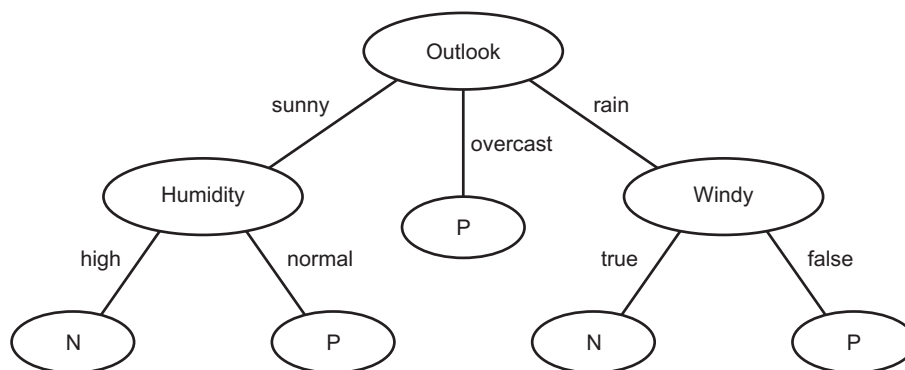 Outlook
sunny
rain
overcast
Humidity
Windy
P
high
normal
true
false
N
P
N
P